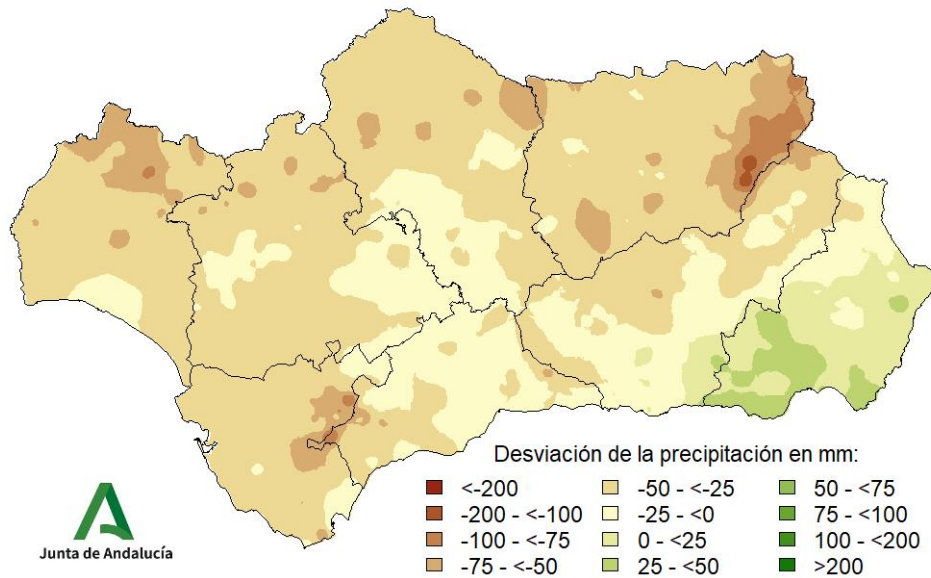 Desviación de la precipitación en mm:
<-200
-200 - <-100
-100 - <-75
-75 - <-50
-50 - <-25
-25 - <0
0 - <25
25 - <50
50 - <75
75 - <100
100 - <200
>200
Junta de Andalucía